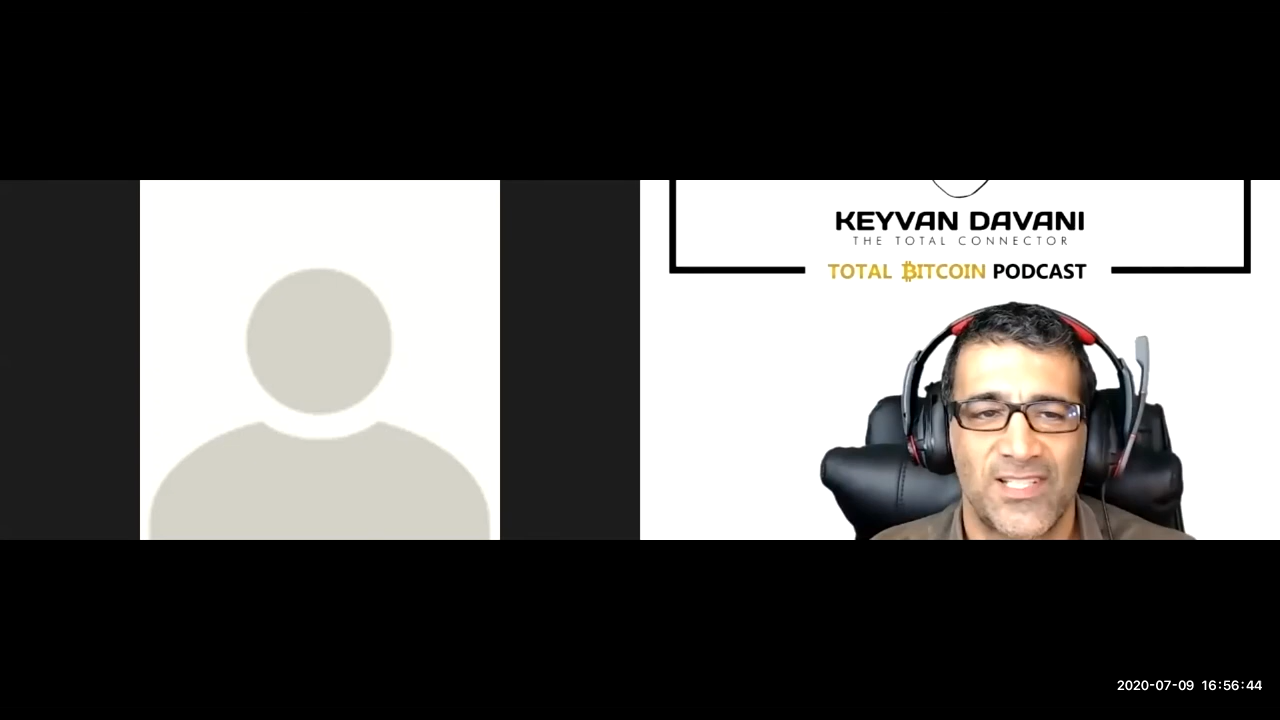 KEYVAN DAVANI
THE TOTAL CONNECTOR
TOTAL BITCOIN PODCAST
2020-07-09 16:56:44